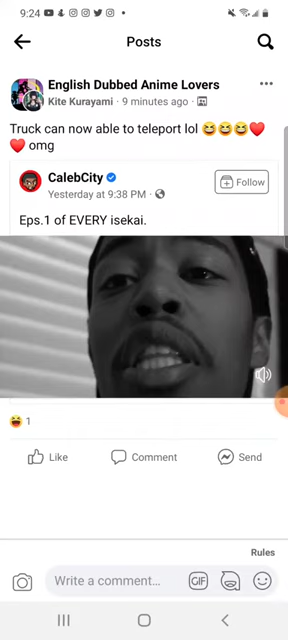 9:24
Posts
English Dubbed Anime Lovers
Kite Kurayami · 9 minutes ago ·
Truck can now able to teleport lol 😆😆😆❤️
❤️ omg
CalebCity
Follow
Yesterday at 9:38 PM ·
Eps.1 of EVERY isekai.
1
Like
Comment
Send
Rules
Write a comment...
GIF